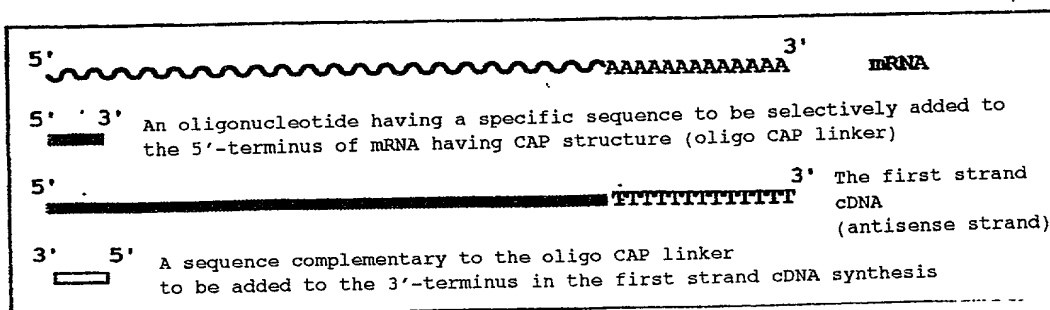 5' 3'
AAAAAAAAAAAAA mRNA
5' 3' An oligonucleotide having a specific sequence to be selectively added to
the 5'-terminus of mRNA having CAP structure (oligo CAP linker)
5' 3' The first strand
TTTTTTTTTTTTT cDNA
(antisense strand)
3' 5' A sequence complementary to the oligo CAP linker
to be added to the 3'-terminus in the first strand cDNA synthesis